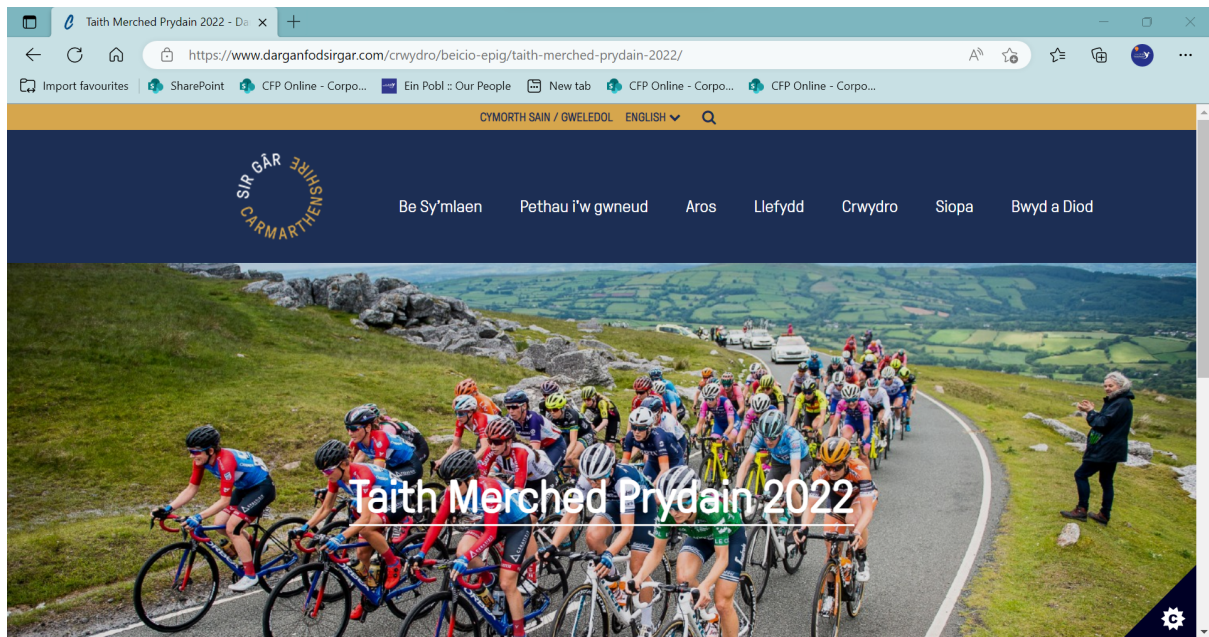 Taith Merched Prydain 2022 - Da
https://www.darganfodsirgar.com/crwydro/beicio-epig/taith-merched-prydain-2022/
Import favourites SharePoint CFP Online - Corpo... Ein Pobl :: Our People New tab CFP Online - Corpo... CFP Online - Corpo...
CYMORTH SAIN / GWELEDOL ENGLISH
SIR GÂR CARMARTHENSHIRE
Be Sy'mlaen Pethau i'w gwneud Aros Llefydd Crwydro Siopa Bwyd a Diod
Taith Merched Prydain 2022